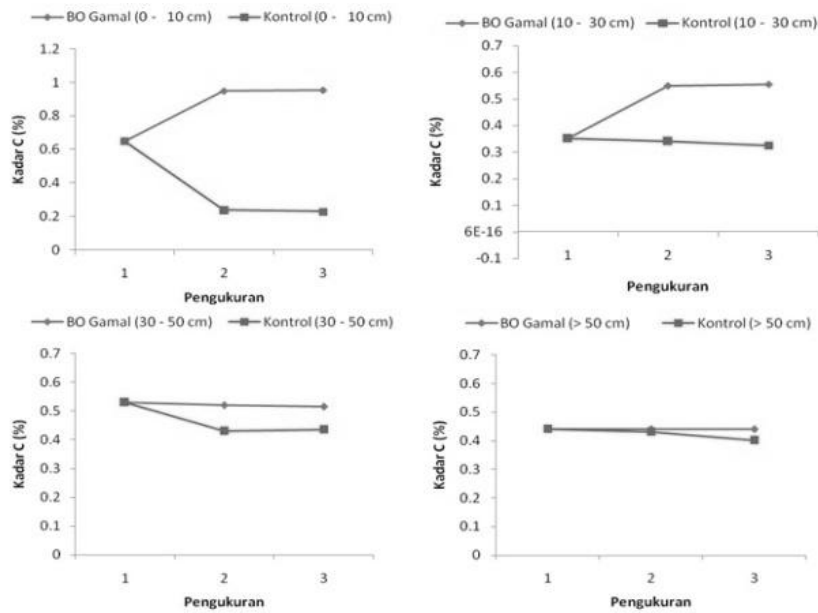 BO Gamal (0 - 10 cm) Kontrol (0 - 10 cm)
1.2
1
0.8
0.6
0.4
0.2
0
Kadar C (%)
1 2 3
Pengukuran
BO Gamal (10 - 30 cm) Kontrol (10 - 30 cm)
0.7
0.6
0.5
0.4
0.3
0.2
0.1
6E-16
-0.1
Kadar C (%)
1 2 3
Pengukuran
BO Gamal (30 - 50 cm) Kontrol (30 - 50 cm)
0.7
0.6
0.5
0.4
0.3
0.2
0.1
0
Kadar C (%)
1 2 3
Pengukuran
BO Gamal (> 50 cm) Kontrol (> 50 cm)
0.7
0.6
0.5
0.4
0.3
0.2
0.1
0
Kadar C (%)
1 2 3
Pengukuran